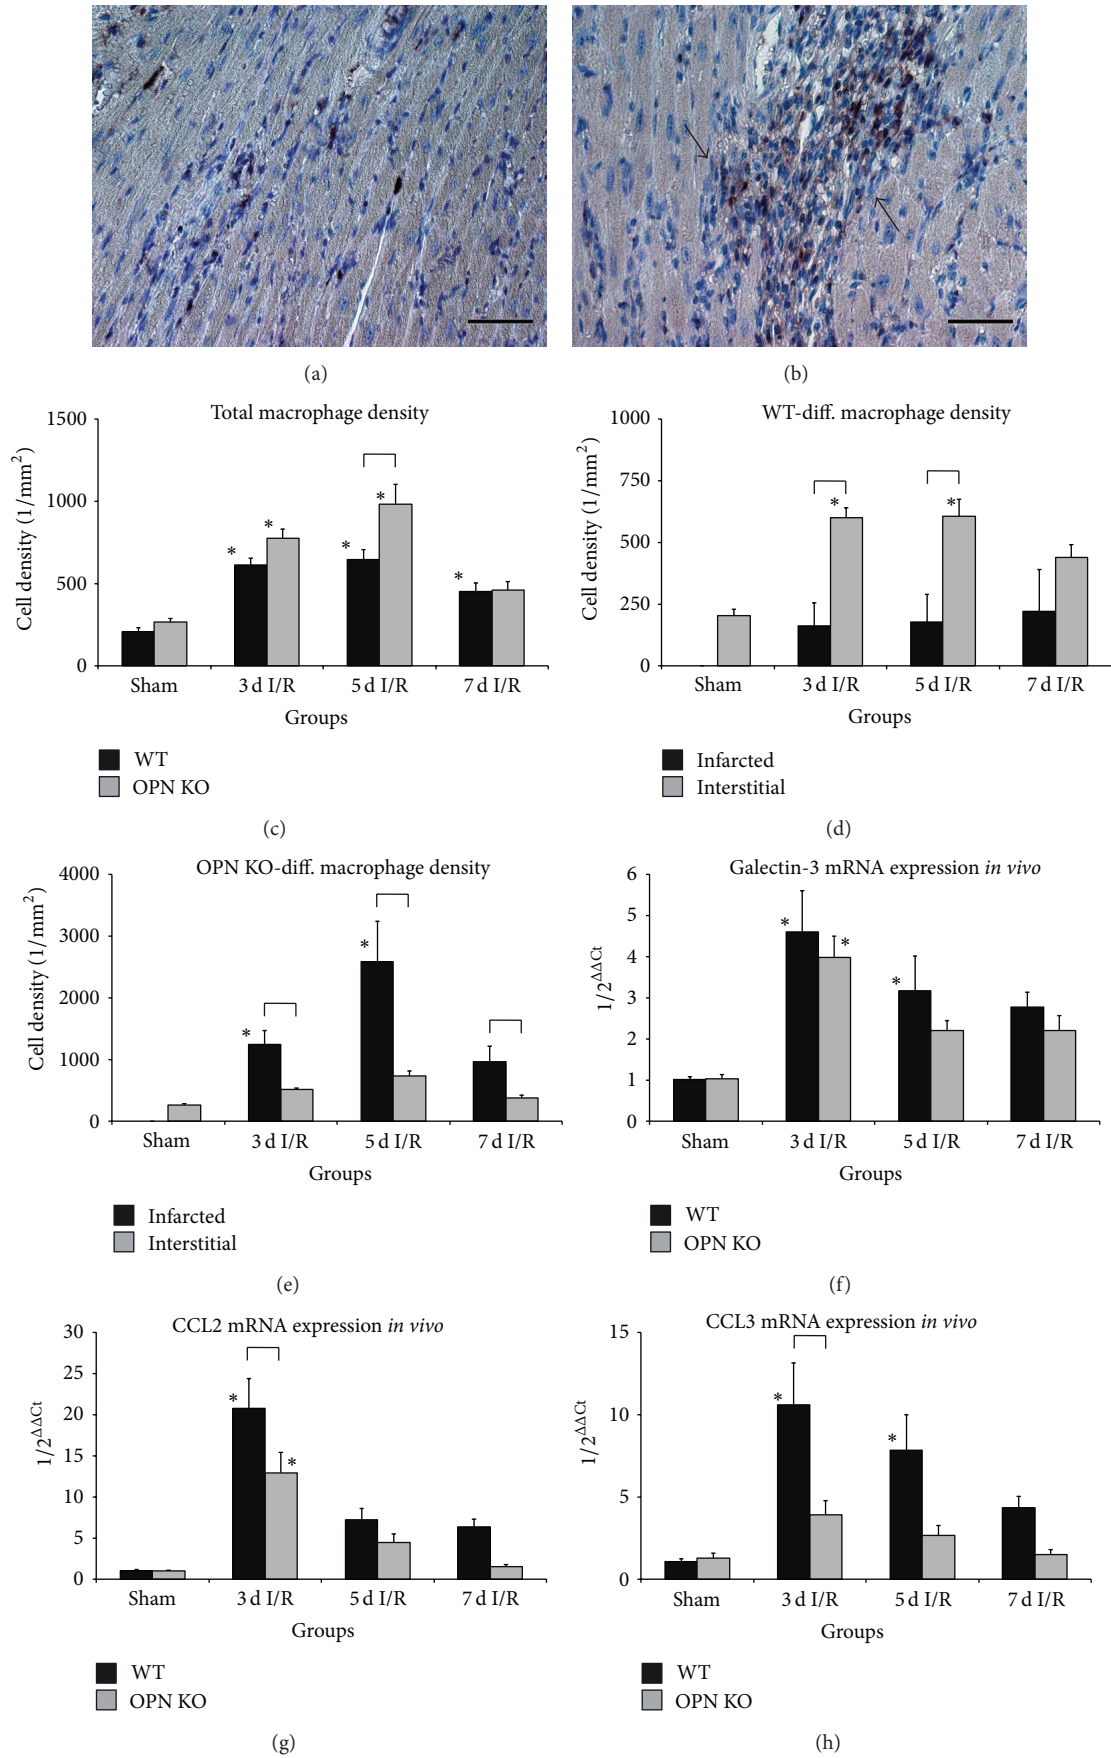 (a)
(b)
Total macrophage density
Cell density (1/mm²)
1500
1000
500
0
*
*
*
*
*
Sham 3 d I/R 5 d I/R 7 d I/R
Groups
WT
OPN KO
(c)
WT-diff. macrophage density
Cell density (1/mm²)
1000
750
500
250
0
*
*
Sham 3 d I/R 5 d I/R 7 d I/R
Groups
Infarcted
Interstitial
(d)
OPN KO-diff. macrophage density
Cell density (1/mm²)
4000
3000
2000
1000
0
*
*
Sham 3 d I/R 5 d I/R 7 d I/R
Groups
Infarcted
Interstitial
(e)
Galectin-3 mRNA expression in vivo
1/2^ΔΔCt
6
5
4
3
2
1
0
*
*
*
Sham 3 d I/R 5 d I/R 7 d I/R
WT
OPN KO
(f)
CCL2 mRNA expression in vivo
1/2^ΔΔCt
30
25
20
15
10
5
0
*
*
Sham 3 d I/R 5 d I/R 7 d I/R
Groups
WT
OPN KO
(g)
CCL3 mRNA expression in vivo
1/2^ΔΔCt
15
10
5
0
*
*
Sham 3 d I/R 5 d I/R 7 d I/R
Groups
WT
OPN KO
(h)